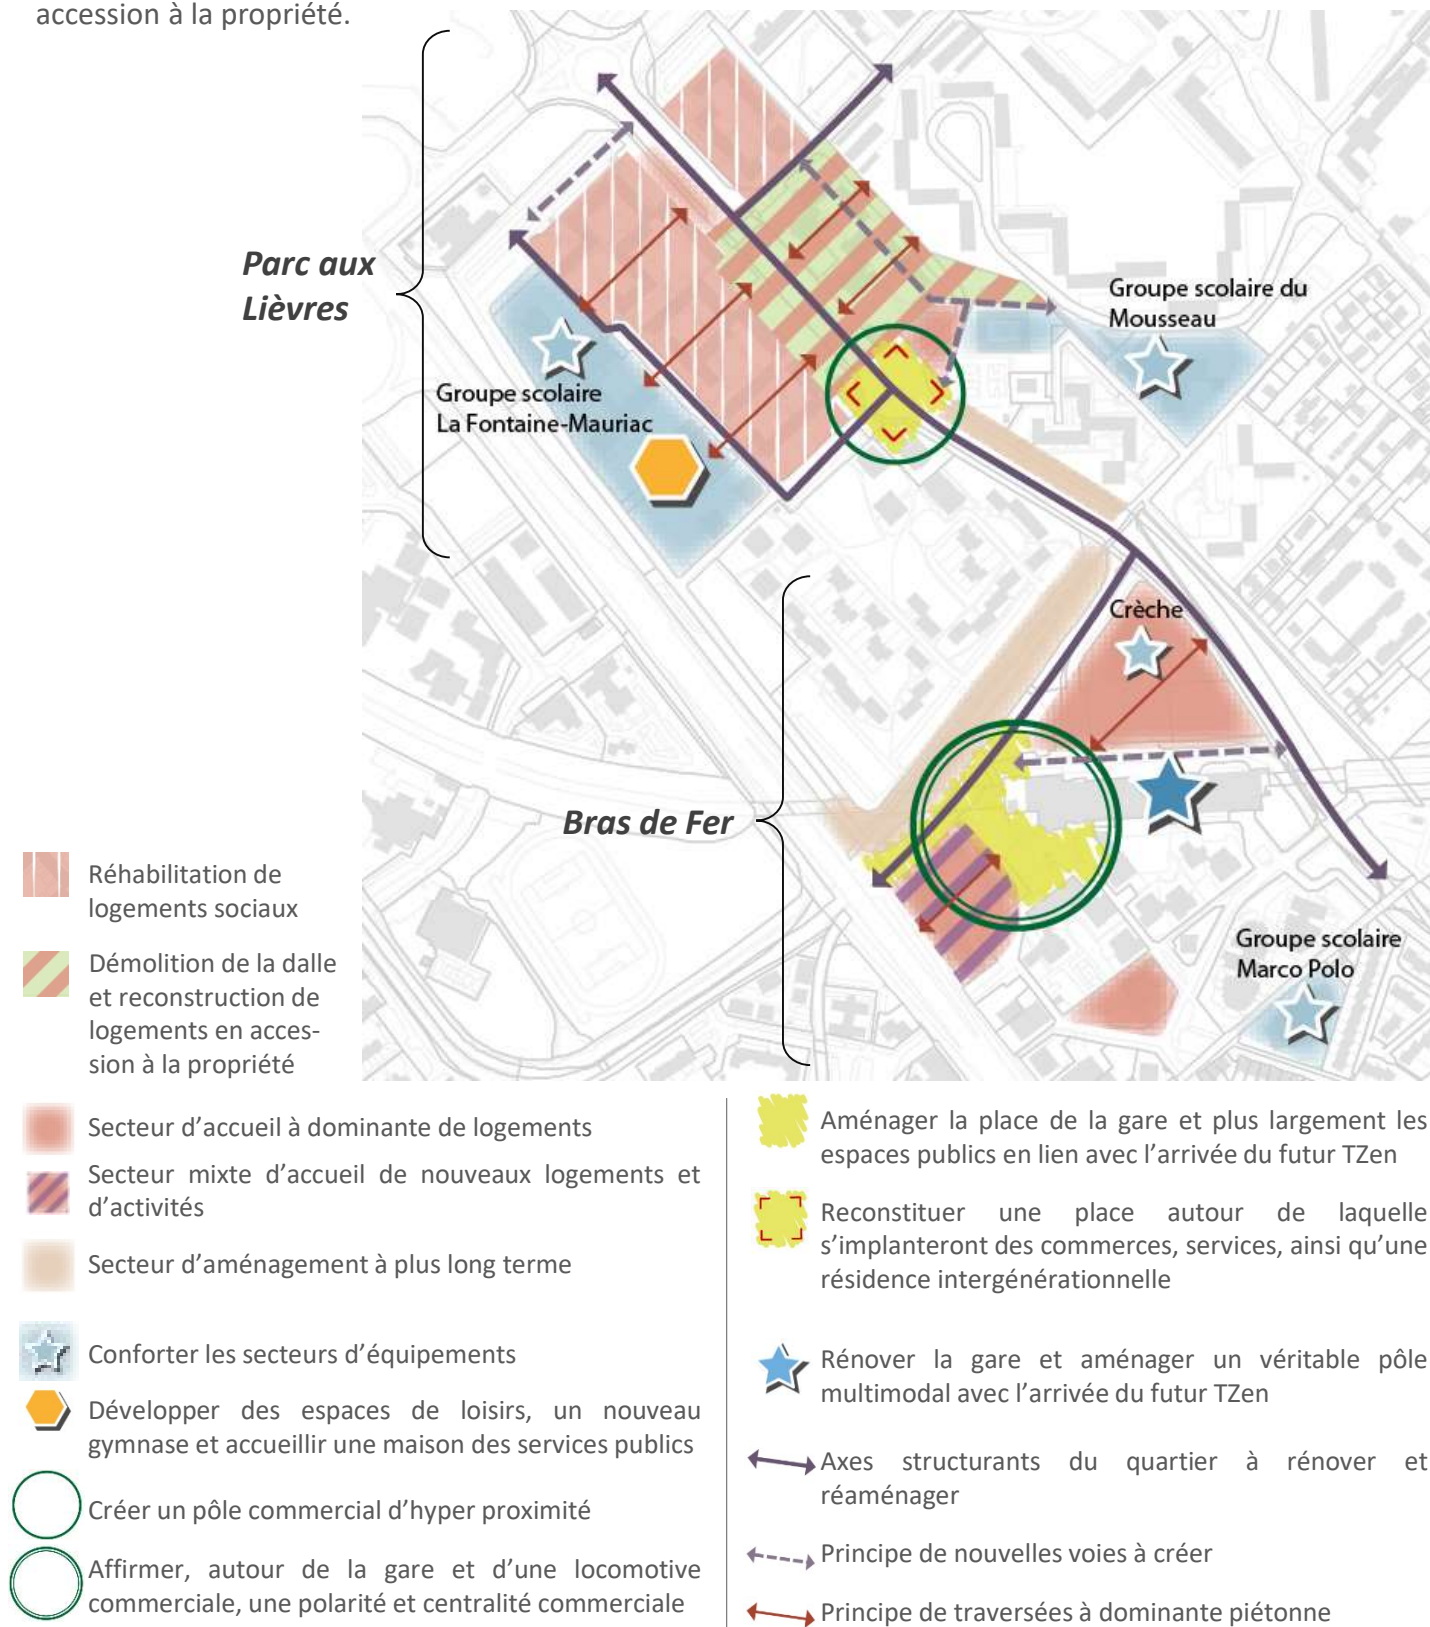 accession à la propriété.
Parc aux
Lièvres
Groupe scolaire du
Mousseau
Groupe scolaire
La Fontaine-Mauriac
Crèche
Bras de Fer
Groupe scolaire
Marco Polo
Réhabilitation de
logements sociaux
Démolition de la dalle
et reconstruction de
logements en acces-
sion à la propriété
Secteur d'accueil à dominante de logements
Secteur mixte d'accueil de nouveaux logements et
d'activités
Secteur d'aménagement à plus long terme
Conforter les secteurs d'équipements
Développer des espaces de loisirs, un nouveau
gymnase et accueillir une maison des services publics
Créer un pôle commercial d'hyper proximité
Affirmer, autour de la gare et d'une locomotive
commerciale, une polarité et centralité commerciale
Aménager la place de la gare et plus largement les
espaces publics en lien avec l'arrivée du futur TZen
Reconstituer une place autour de laquelle
s'implanteront des commerces, services, ainsi qu'une
résidence intergénérationnelle
Rénover la gare et aménager un véritable pôle
multimodal avec l'arrivée du futur TZen
Axes structurants du quartier à rénover et
réaménager
Principe de nouvelles voies à créer
Principe de traversées à dominante piétonne